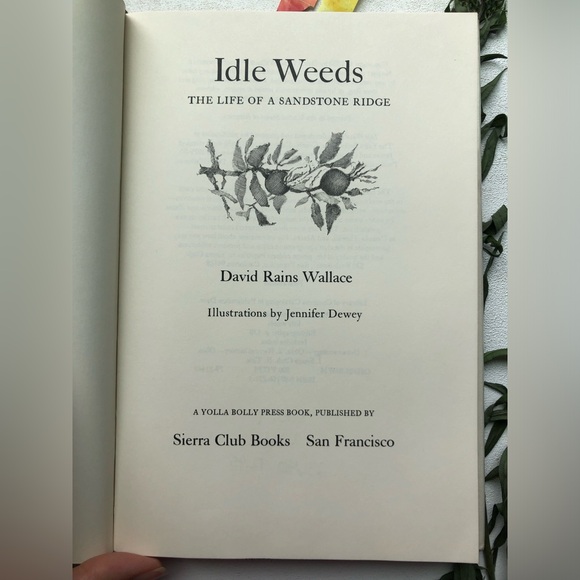 Idle Weeds
THE LIFE OF A SANDSTONE RIDGE
David Rains Wallace
Illustrations by Jennifer Dewey
A YOLLA BOLLY PRESS BOOK, PUBLISHED BY
Sierra Club Books San Francisco